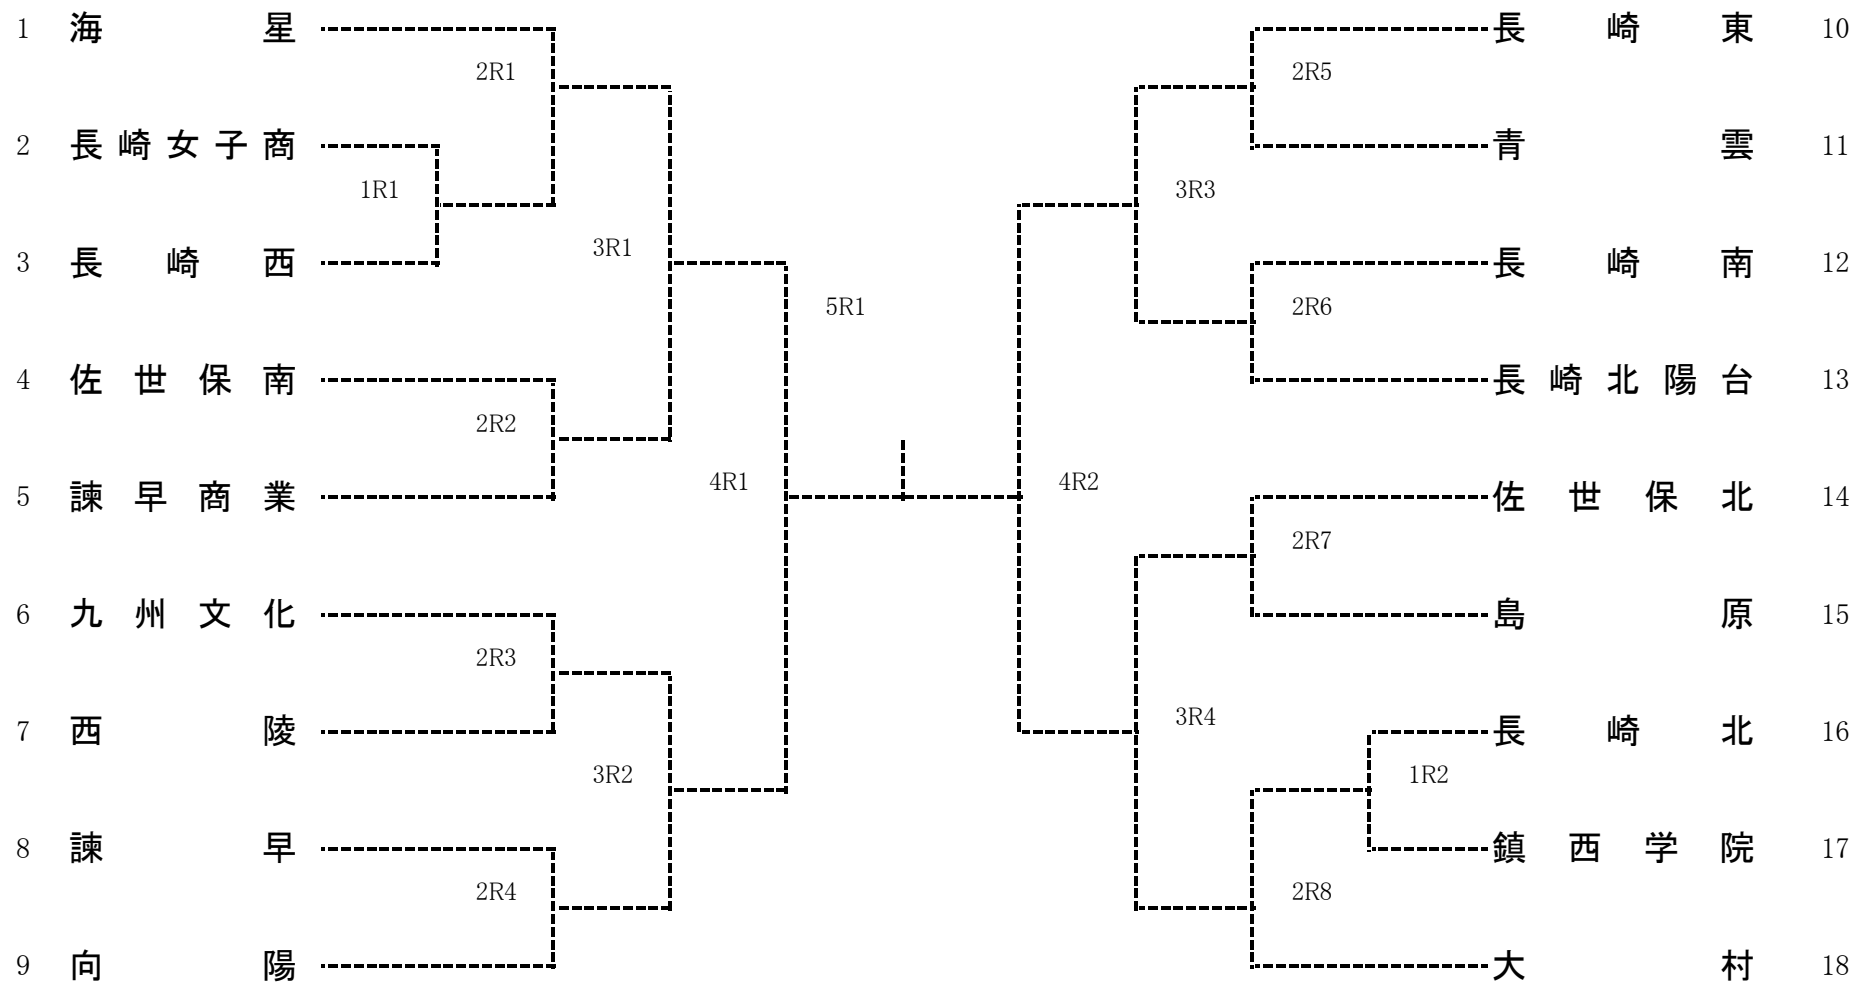 1 海星 長崎東 10
2R1 2R5
2 長崎女子商 青雲 11
1R1 3R3
3 長崎西 長崎南 12
3R1
5R1 2R6
4 佐世保南 長崎北陽台 13
2R2
4R1 4R2
5 諫早商業 佐世保北 14
2R7
6 九州文化 島原 15
2R3
3R4
7 西陵 長崎北 16
3R2 1R2
8 諫早 鎮西学院 17
2R4 2R8
9 向陽 大村 18